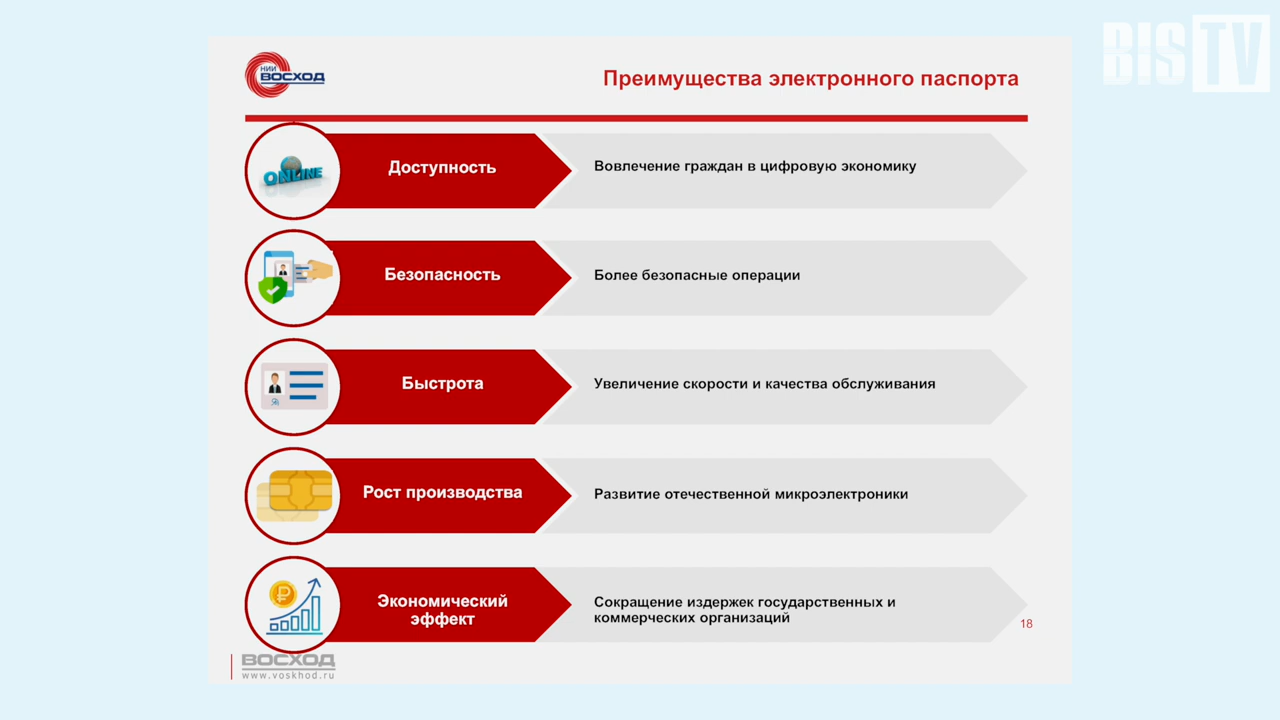 BIS TV
НИИ
ВОСХОД
Преимущества электронного паспорта
ONLINE
Доступность
Вовлечение граждан в цифровую экономику
Безопасность
Более безопасные операции
Быстрота
Увеличение скорости и качества обслуживания
Рост производства
Развитие отечественной микроэлектроники
Экономический
эффект
Сокращение издержек государственных и
коммерческих организаций
18
ВОСХОД
www.voskhod.ru